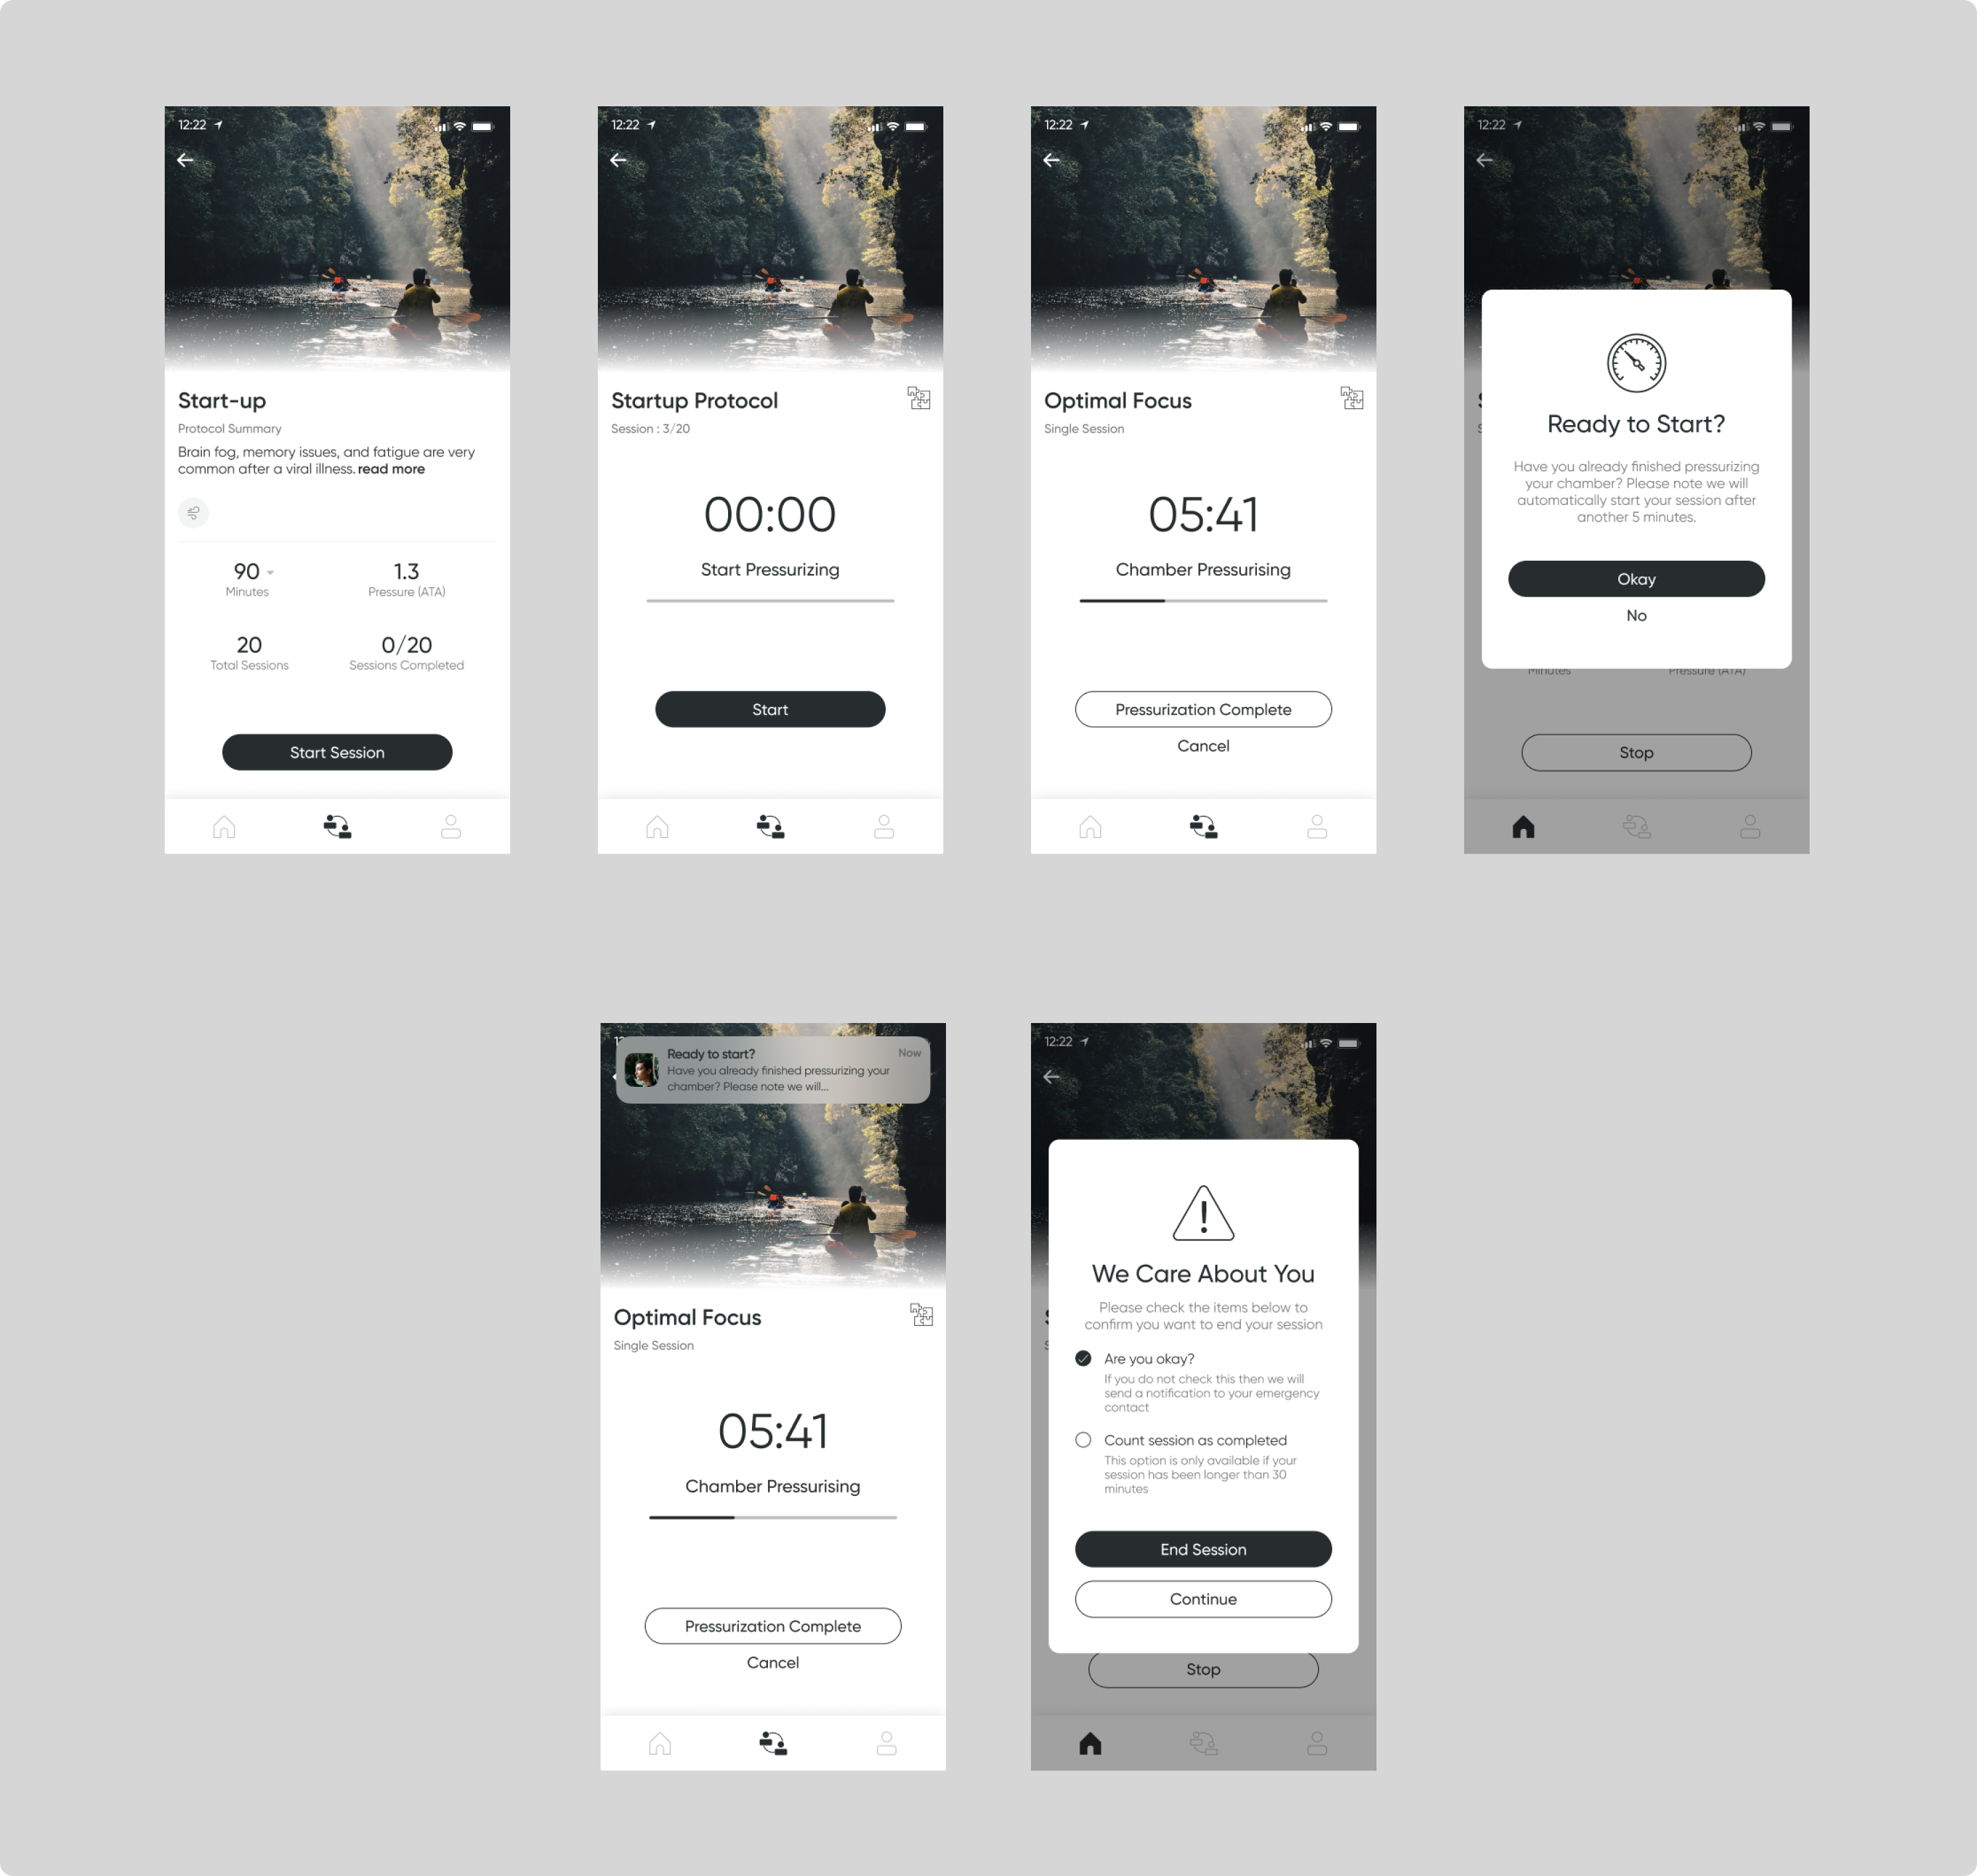 12:22
Start-up
Protocol Summary
Brain fog, memory issues, and fatigue are very
common after a viral illness. read more
90
Minutes
1.3
Pressure (ATA)
20
Total Sessions
0/20
Sessions Completed
Start Session
12:22
Startup Protocol
Session : 3/20
00:00
Start Pressurizing
Start
12:22
Optimal Focus
Single Session
05:41
Chamber Pressurising
Pressurization Complete
Cancel
12:22
Ready to Start?
Have you already finished pressurizing
your chamber? Please note we will
automatically start your session after
another 5 minutes.
Okay
No
Minutes
Pressure (ATA)
Stop
Ready to start?
Now
Have you already finished pressurizing your
chamber? Please note we will...
Optimal Focus
Single Session
05:41
Chamber Pressurising
Pressurization Complete
Cancel
12:22
We Care About You
Please check the items below to
confirm you want to end your session
Are you okay?
If you do not check this then we will
send a notification to your emergency
contact
Count session as completed
This option is only available if your
session has been longer than 30
minutes
End Session
Continue
Stop